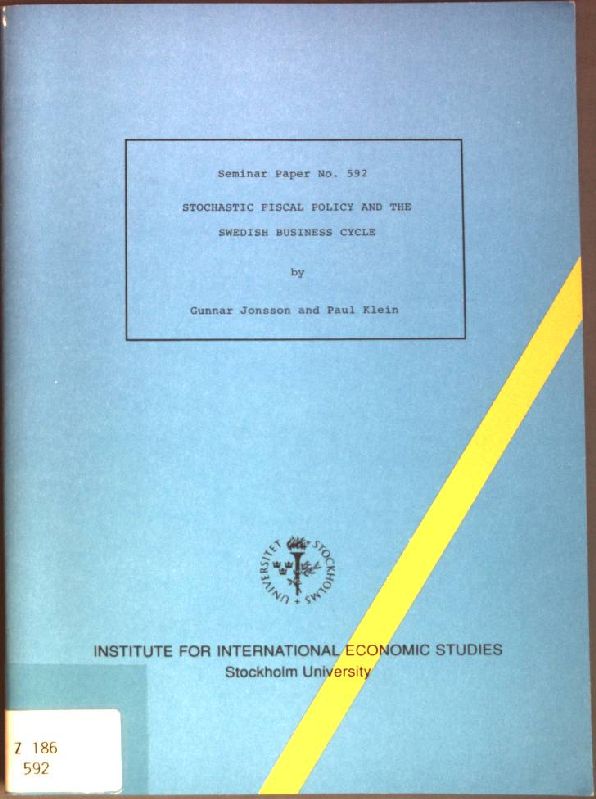 Seminar Paper No. 592
STOCHASTIC FISCAL POLICY AND THE
SWEDISH BUSINESS CYCLE
by
Gunnar Jonsson and Paul Klein
UNIVERSITET STOCKHOLMS +
INSTITUTE FOR INTERNATIONAL ECONOMIC STUDIES
Stockholm University
Z 186
592